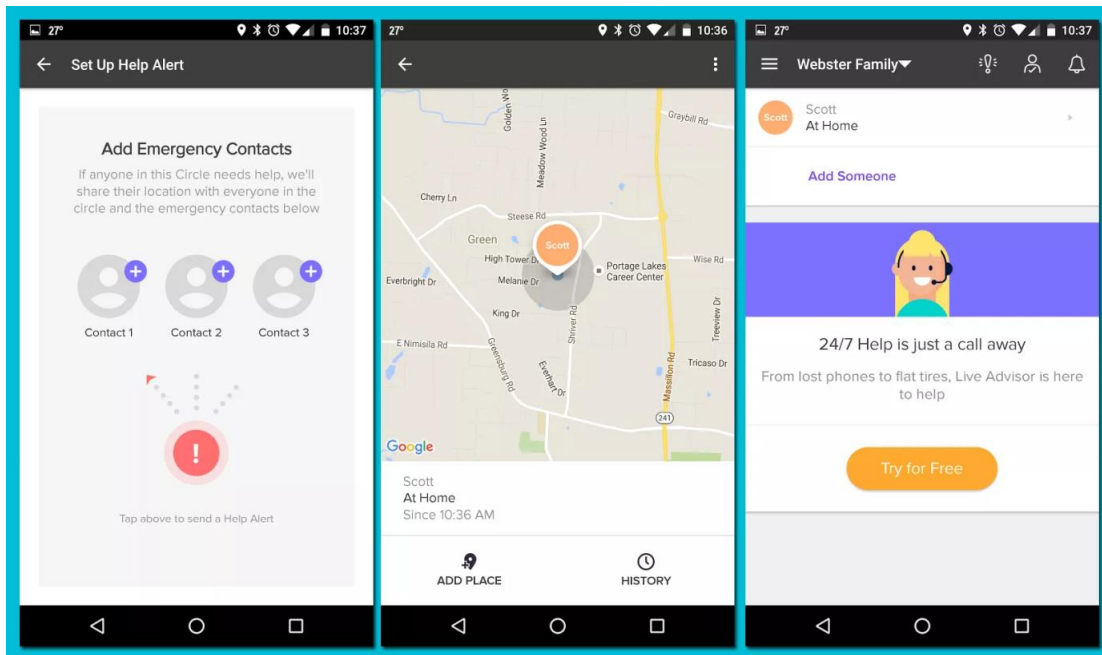 27°
10:37
Set Up Help Alert
Add Emergency Contacts
If anyone in this Circle needs help, we'll
share their location with everyone in the
circle and the emergency contacts below
Contact 1
Contact 2
Contact 3
!
Tap above to send a Help Alert
27°
10:36
Golden Wo
Graybill Rd
Meadow Wood Ln
Cherry Ln
Steese Rd
Green
Scott
High Tower Dr
Wise Rd
Portage Lakes
Career Center
Everbright Dr
Melanie Dr
Treeview Dr
King Dr
Shriver Rd
E Nimisila Rd
Greensburg Rd
Everhart Dr
Massillon Rd
Tricaso Dr
241
Google
Scott
At Home
Since 10:36 AM
ADD PLACE
HISTORY
27°
10:37
Webster Family
Scott
Scott
At Home
Add Someone
24/7 Help is just a call away
From lost phones to flat tires, Live Advisor is here
to help
Try for Free